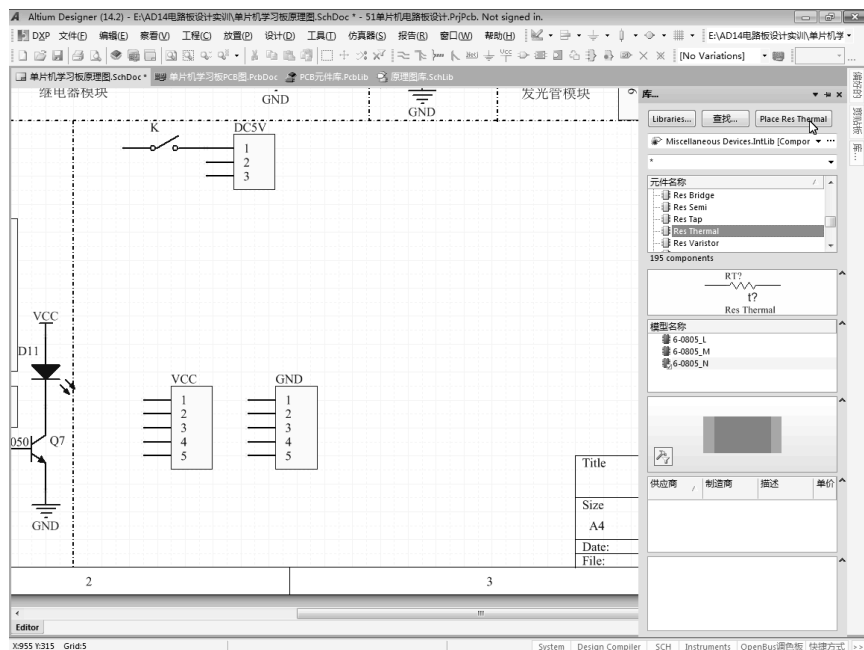 Altium Designer (14.2) - E:\AD14电路板设计实训\单片机学习板原理图.SchDoc * - 51单片机电路板设计.PrjPcb. Not signed in.
DXP 文件(F) 编辑(E) 察看(V) 工程(C) 放置(P) 设计(D) 工具(T) 仿真器(S) 报告(R) 窗口(W) 帮助(H) E:\AD14电路板设计实训\单片机学
[No Variations]
单片机学习板原理图.SchDoc * 单片机学习板PCB图.PcbDoc PCB元件库.PcbLib 原理图库.SchLib
继电器模块
GND
GND
发光管模块
K
DC5V
1
2
3
VCC
D11
050
Q7
GND
VCC
1
2
3
4
5
GND
1
2
3
4
5
Title
Size
A4
Date:
File:
2
3
Editor
库...
Libraries... 查找... Place Res Thermal
Miscellaneous Devices.IntLib [Compor
*
元件名称
Res Bridge
Res Semi
Res Tap
Res Thermal
Res Varistor
195 components
RT?
t?
Res Thermal
模型名称
6-0805_L
6-0805_M
6-0805_N
供应商 制造商 描述 单价
偏好的
剪贴板
库...
X:955 Y:315 Grid:5
System Design Compiler SCH Instruments OpenBus调色板 快捷方式 >>